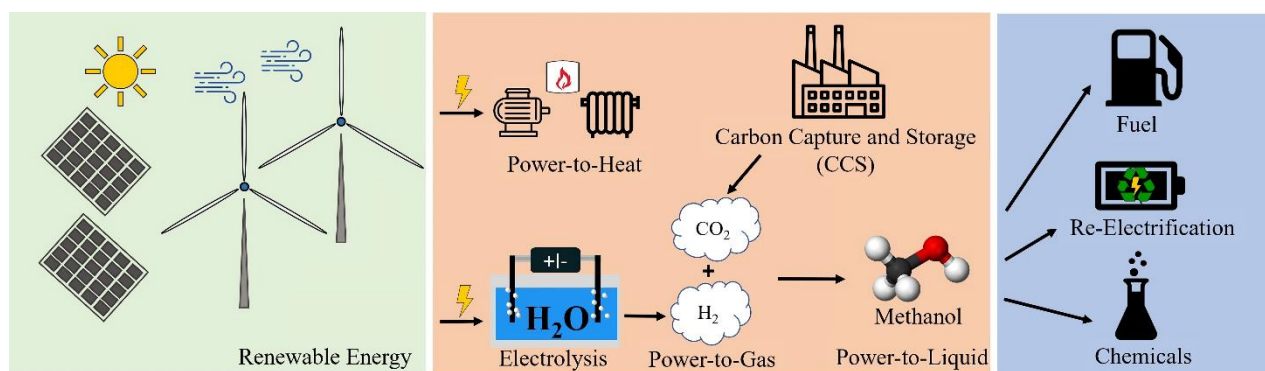 Renewable Energy
Power-to-Heat
Carbon Capture and Storage
(CCS)
CO₂
+
H₂
+|-
H₂O
Electrolysis
Power-to-Gas
Methanol
Power-to-Liquid
Fuel
Re-Electrification
Chemicals